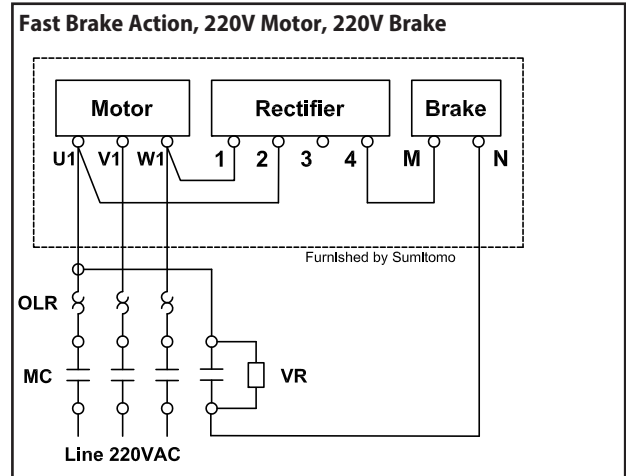 Fast Brake Action, 220V Motor, 220V Brake
Motor Rectifier Brake
U1 V1 W1 1 2 3 4 M N
Furnished by Sumitomo
OLR
MC VR
Line 220VAC